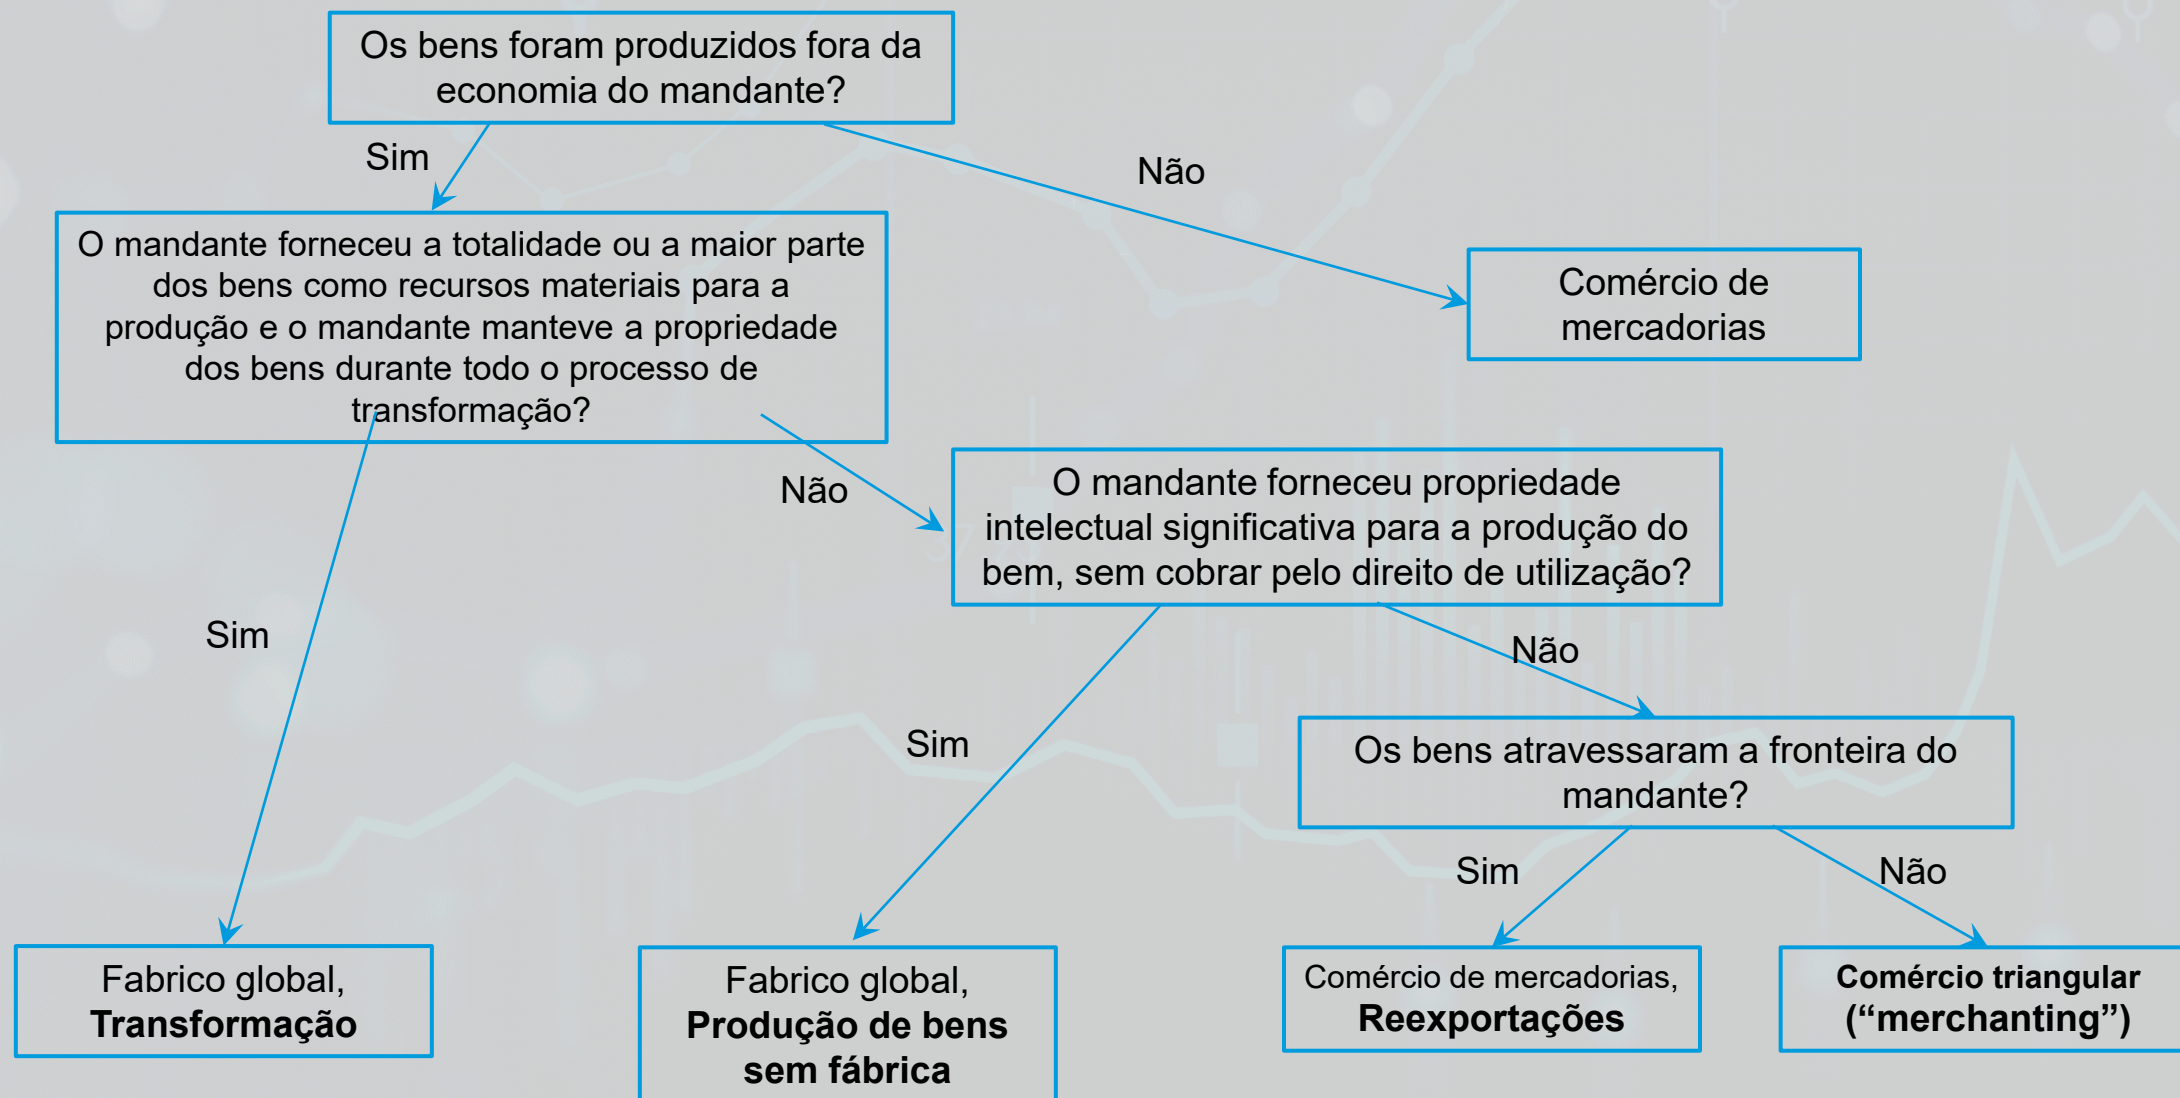 Os bens foram produzidos fora da
economia do mandante?
Sim
Não
O mandante forneceu a totalidade ou a maior parte
dos bens como recursos materiais para a
produção e o mandante manteve a propriedade
dos bens durante todo o processo de
transformação?
Comércio de
mercadorias
Não
O mandante forneceu propriedade
intelectual significativa para a produção do
bem, sem cobrar pelo direito de utilização?
Sim
Não
Sim
Os bens atravessaram a fronteira do
mandante?
Sim
Não
Fabrico global,
Transformação
Fabrico global,
Produção de bens
sem fábrica
Comércio de mercadorias,
Reexportações
Comércio triangular
(“merchanting”)